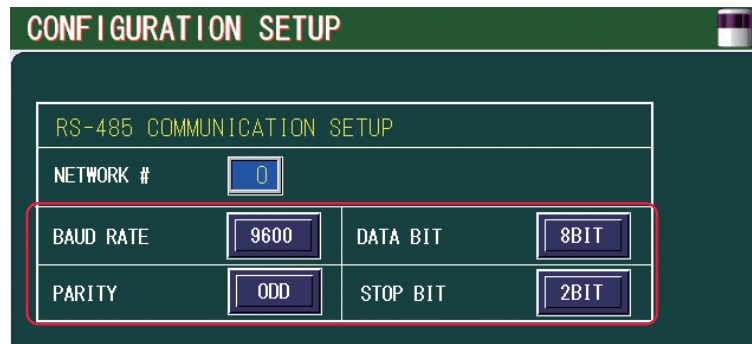 CONFIGURATION SETUP
RS-485 COMMUNICATION SETUP
NETWORK # 0
BAUD RATE 9600 DATA BIT 8BIT
PARITY ODD STOP BIT 2BIT